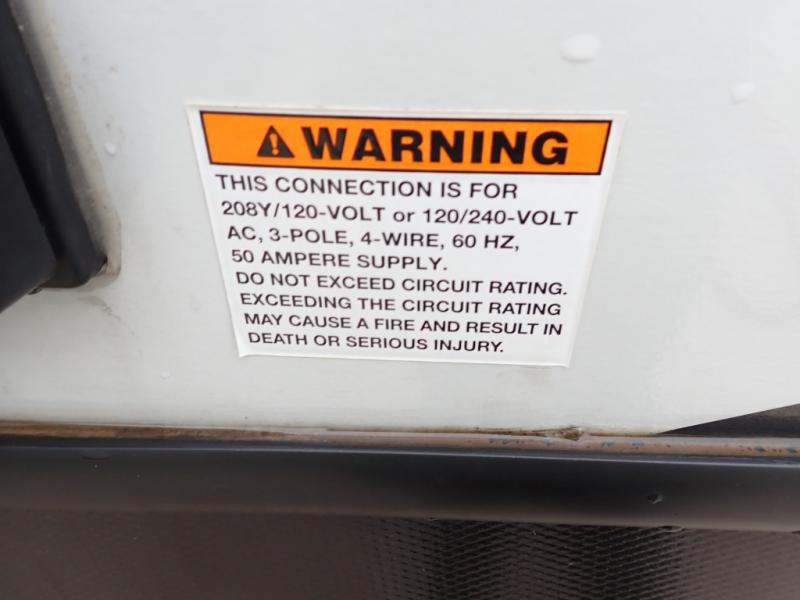 ⚠WARNING
THIS CONNECTION IS FOR
208Y/120-VOLT or 120/240-VOLT
AC, 3-POLE, 4-WIRE, 60 HZ,
50 AMPERE SUPPLY.
DO NOT EXCEED CIRCUIT RATING.
EXCEEDING THE CIRCUIT RATING
MAY CAUSE A FIRE AND RESULT IN
DEATH OR SERIOUS INJURY.